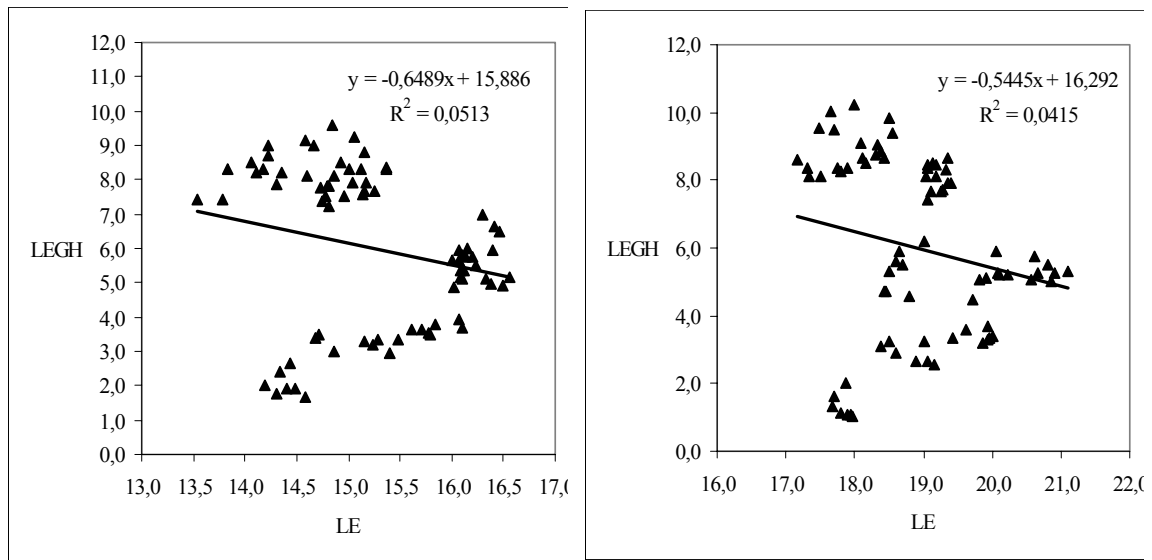 12,0
11,0
10,0
9,0
8,0
7,0
6,0
5,0
4,0
3,0
2,0
1,0
0,0
LEGH
y = -0,6489x + 15,886
R² = 0,0513
13,0 13,5 14,0 14,5 15,0 15,5 16,0 16,5 17,0
LE
12,0
10,0
8,0
6,0
4,0
2,0
0,0
LEGH
y = -0,5445x + 16,292
R² = 0,0415
16,0 17,0 18,0 19,0 20,0 21,0 22,0
LE